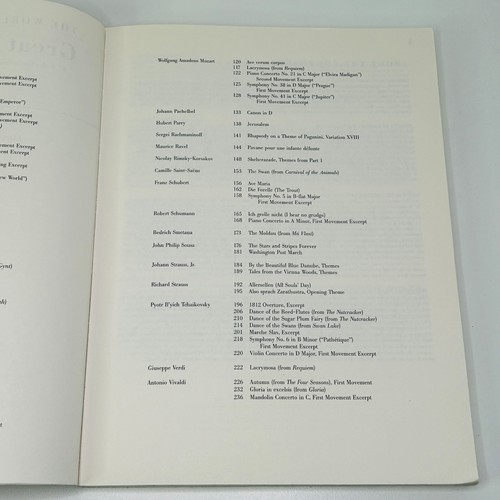 Wolfgang Amadeus Mozart 120 Ave verum corpus
117 Lacrymosa (from Requiem)
122 Piano Concerto No. 21 in C Major ("Elvira Madigan")
Second Movement Excerpt
125 Symphony No. 38 in D Major ("Prague")
First Movement Excerpt
128 Symphony No. 41 in C Major ("Jupiter")
First Movement Excerpt
Johann Pachelbel 133 Canon in D
Hubert Parry 138 Jerusalem
Sergei Rachmaninoff 141 Rhapsody on a Theme of Paganini, Variation XVIII
Maurice Ravel 144 Pavane pour une infante défunte
Nicolay Rimsky-Korsakov 148 Sheherazade, Themes from Part 1
Camille Saint-Saëns 153 The Swan (from Carnival of the Animals)
Franz Schubert 156 Ave Maria
162 Die Forelle (The Trout)
158 Symphony No. 5 in B-flat Major
First Movement Excerpt
Robert Schumann 165 Ich grolle nicht (I bear no grudge)
168 Piano Concerto in A Minor, First Movement Excerpt
Bedrich Smetana 173 The Moldau (from Má Vlast)
John Philip Sousa 176 The Stars and Stripes Forever
181 Washington Post March
Johann Strauss, Jr. 184 By the Beautiful Blue Danube, Themes
189 Tales from the Vienna Woods, Themes
Richard Strauss 192 Allerseelen (All Souls' Day)
195 Also sprach Zarathustra, Opening Theme
Pyotr Il'yich Tchaikovsky 196 1812 Overture, Excerpt
206 Dance of the Reed-Flutes (from The Nutcracker)
210 Dance of the Sugar Plum Fairy (from The Nutcracker)
214 Dance of the Swans (from Swan Lake)
201 Marche Slav, Excerpt
218 Symphony No. 6 in B Minor ("Pathétique")
First Movement Excerpt
220 Violin Concerto in D Major, First Movement Excerpt
Giuseppe Verdi 222 Lacrymosa (from Requiem)
Antonio Vivaldi 226 Autumn (from The Four Seasons), First Movement
232 Gloria in excelsis (from Gloria)
236 Mandolin Concerto in C, First Movement Excerpt